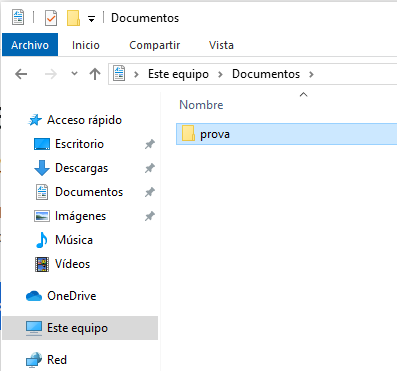 Documentos
Archivo Inicio Compartir Vista
Este equipo Documentos
Nombre
prova
Acceso rápido
Escritorio
Descargas
Documentos
Imágenes
Música
Vídeos
OneDrive
Este equipo
Red